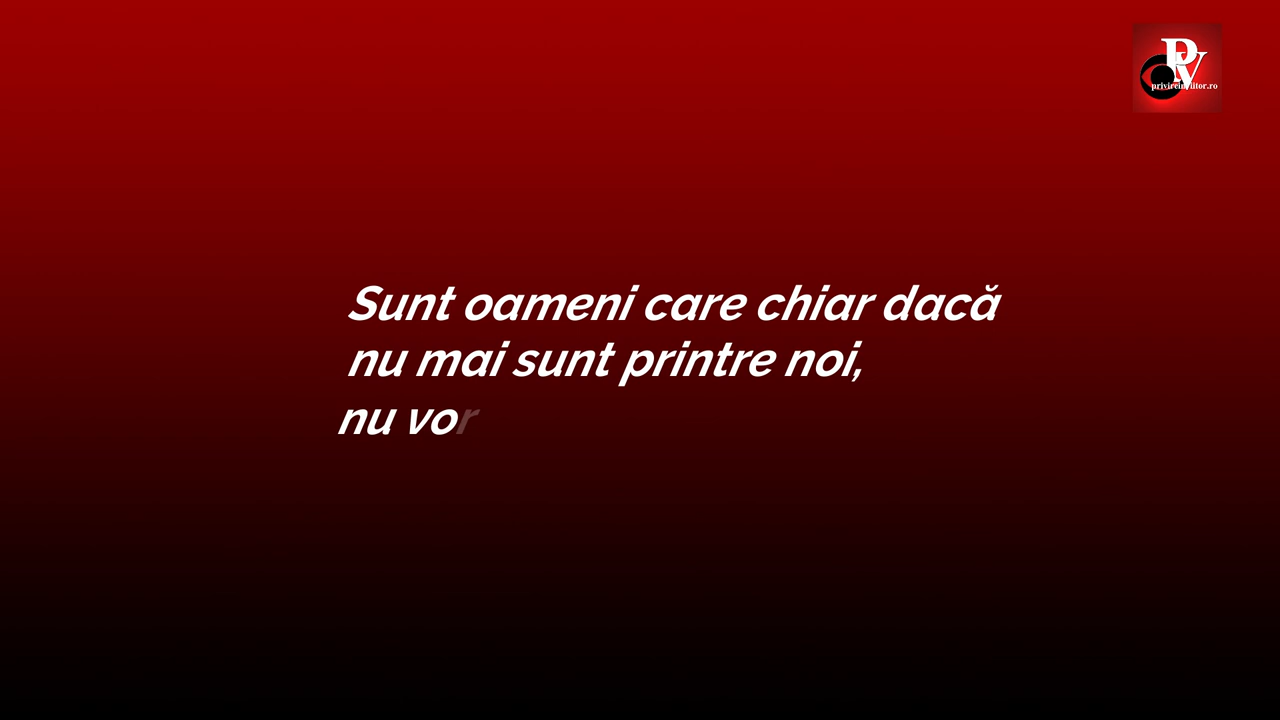 PV
privireinviitor.ro
Sunt oameni care chiar dacă
nu mai sunt printre noi,
nu vor